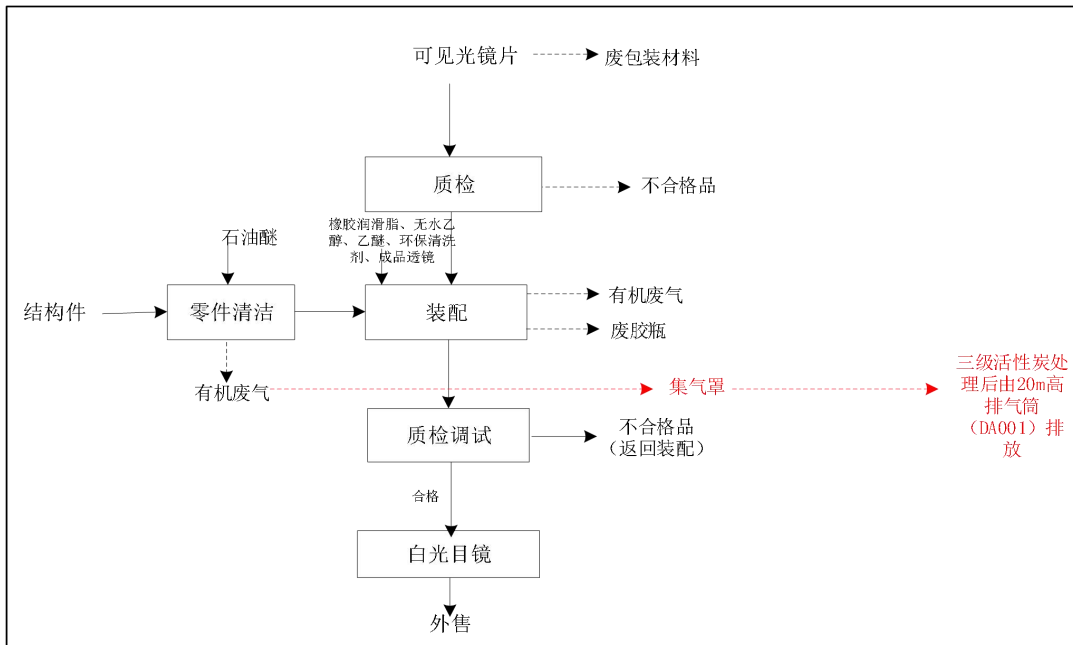 可见光镜片
废包装材料
质检
不合格品
橡胶润滑脂、无水乙
醇、乙醚、环保清洗
剂、成品透镜
石油醚
结构件
零件清洁
装配
有机废气
废胶瓶
有机废气
集气罩
三级活性炭处
理后由20m高
排气筒
（DA001）排
放
质检调试
不合格品
（返回装配）
合格
白光目镜
外售